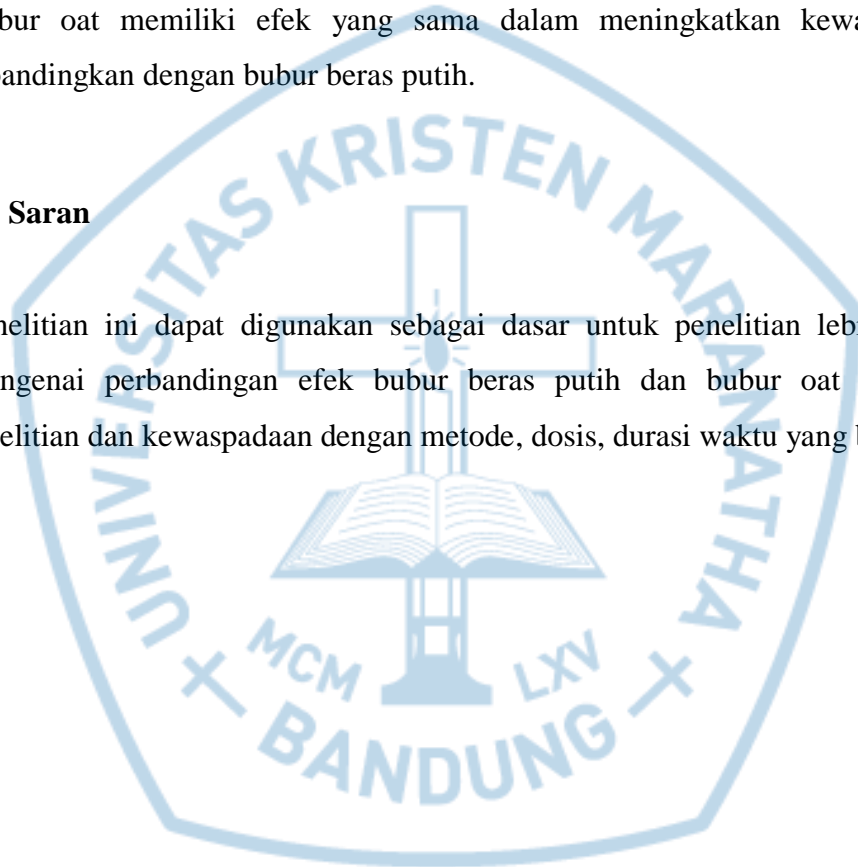 bur oat memiliki efek yang sama dalam meningkatkan kewa
pandingkan dengan bubur beras putih.
Saran
nelitian ini dapat digunakan sebagai dasar untuk penelitian leb
ngenai perbandingan efek bubur beras putih dan bubur oat
elitian dan kewaspadaan dengan metode, dosis, durasi waktu yang b
UNIVERSITAS KRISTEN MARANATHA
MCM LXV
BANDUNG